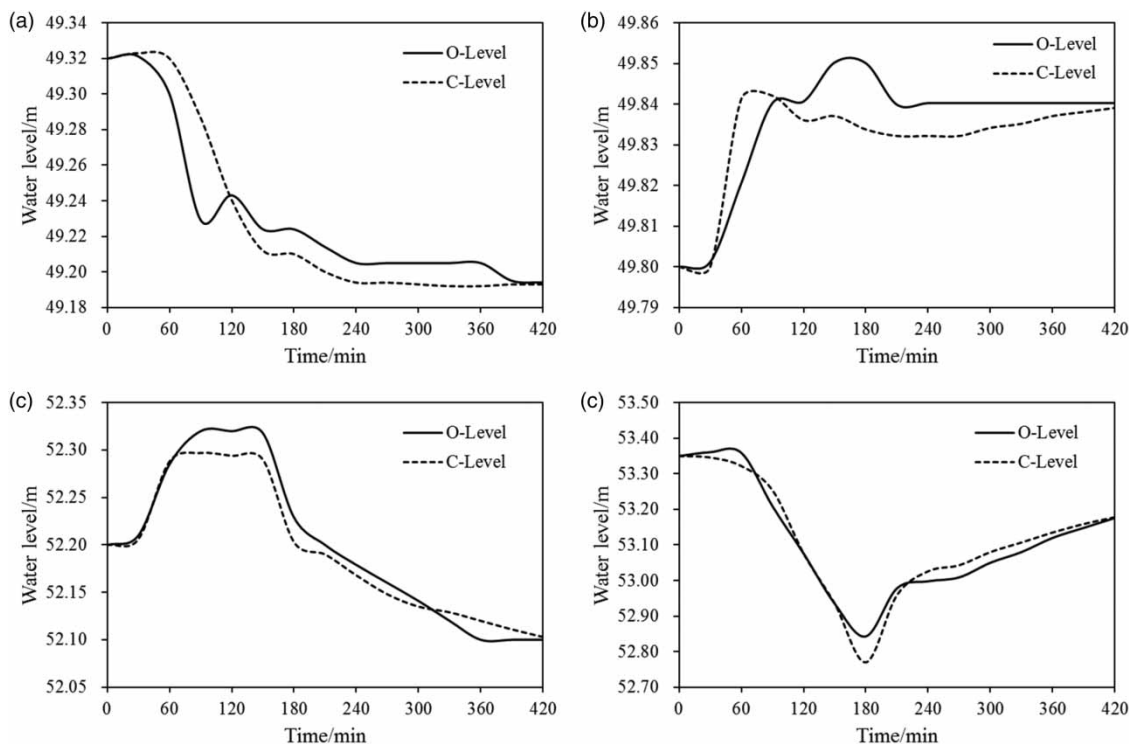 (a)
49.34
49.32
49.30
49.28
49.26
49.24
49.22
49.20
49.18
Water level/m
O-Level
C-Level
0 60 120 180 240 300 360 420
Time/min
(b)
49.86
49.85
49.84
49.83
49.82
49.81
49.80
49.79
Water level/m
O-Level
C-Level
0 60 120 180 240 300 360 420
Time/min
(c)
52.35
52.30
52.25
52.20
52.15
52.10
52.05
Water level/m
O-Level
C-Level
0 60 120 180 240 300 360 420
Time/min
(c)
53.50
53.40
53.30
53.20
53.10
53.00
52.90
52.80
52.70
Water level/m
O-Level
C-Level
0 60 120 180 240 300 360 420
Time/min